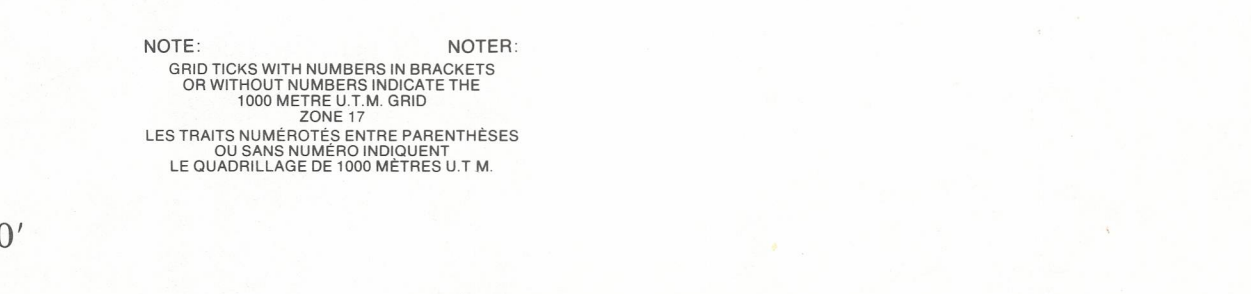 NOTE: NOTER:
GRID TICKS WITH NUMBERS IN BRACKETS
OR WITHOUT NUMBERS INDICATE THE
1000 METRE U.T.M. GRID
ZONE 17
LES TRAITS NUMÉROTÉS ENTRE PARENTHÈSES
OU SANS NUMÉRO INDIQUENT
LE QUADRILLAGE DE 1000 MÈTRES U.T M.
0′